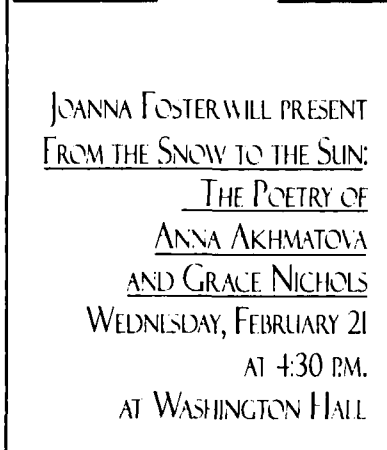 Joanna Foster will present
From the Snow to the Sun:
The Poetry of
Anna Akhmatova
and Grace Nichols
Wednesday, February 21
at 4:30 p.m.
at Washington Hall